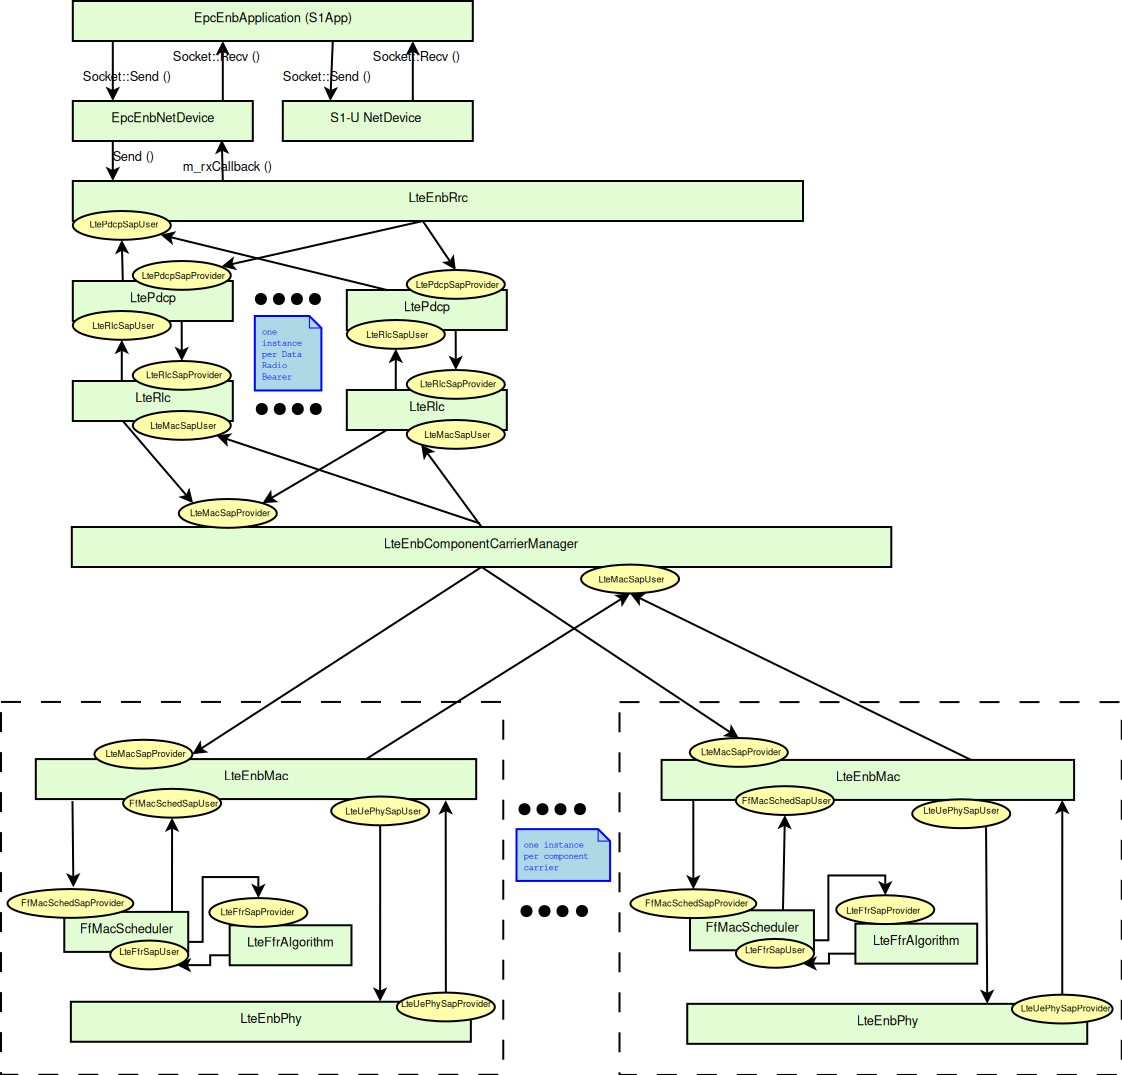 EpcEnbApplication (S1App)
Socket::Recv ()
Socket::Recv ()
Socket::Send ()
Socket::Send ()
EpcEnbNetDevice
S1-U NetDevice
Send ()
m_rxCallback ()
LteEnbRrc
LtePdcpSapUser
LtePdcpSapProvider
LtePdcpSapProvider
LtePdcp
LtePdcp
LteRlcSapUser
LteRlcSapUser
one
instance
per Data
Radio
Bearer
LteRlcSapProvider
LteRlcSapProvider
LteRlc
LteRlc
LteMacSapUser
LteMacSapUser
LteMacSapProvider
LteEnbComponentCarrierManager
LteMacSapUser
LteMacSapProvider
LteMacSapProvider
LteEnbMac
LteEnbMac
FfMacSchedSapUser
FfMacSchedSapUser
LteUePhySapUser
LteUePhySapUser
one instance
per component
carrier
FfMacSchedSapProvider
FfMacSchedSapProvider
LteFfrSapProvider
LteFfrSapProvider
FfMacScheduler
FfMacScheduler
LteFfrAlgorithm
LteFfrAlgorithm
LteFfrSapUser
LteFfrSapUser
LteUePhySapProvider
LteUePhySapProvider
LteEnbPhy
LteEnbPhy